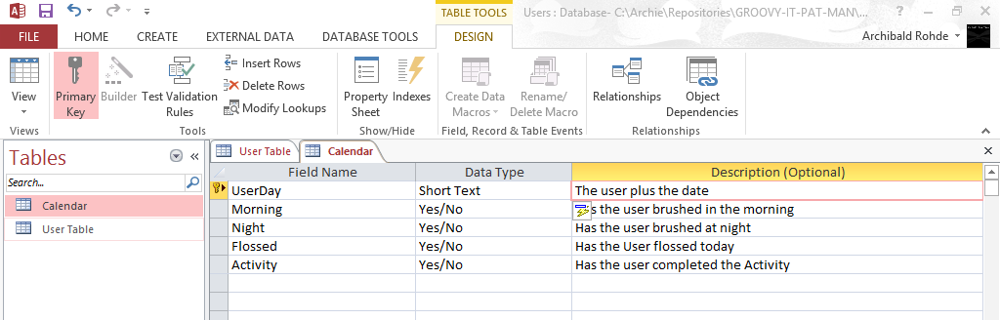 TABLE TOOLS
Users : Database- C:\Archie\Repositories\GROOVY-IT-PAT-MAN\...
FILE HOME CREATE EXTERNAL DATA DATABASE TOOLS DESIGN Archibald Rohde
View
Primary Key
Builder
Test Validation Rules
Insert Rows
Delete Rows
Modify Lookups
Property Sheet
Indexes
Create Data Macros
Rename/ Delete Macro
Relationships
Object Dependencies
Views Tools Show/Hide Field, Record & Table Events Relationships
Tables
Search...
Calendar
User Table
User Table Calendar
Field Name Data Type Description (Optional)
UserDay Short Text The user plus the date
Morning Yes/No s the user brushed in the morning
Night Yes/No Has the user brushed at night
Flossed Yes/No Has the User flossed today
Activity Yes/No Has the user completed the Activity